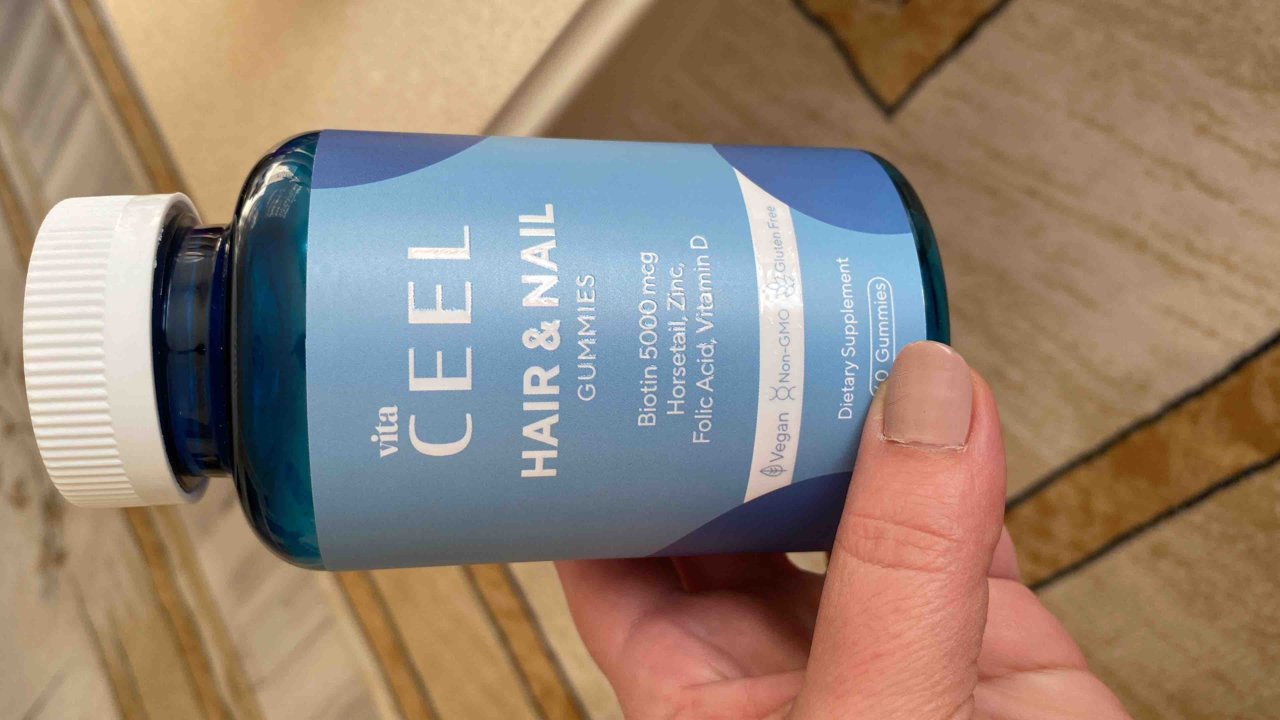 vita
CEEL
HAIR & NAIL
GUMMIES
Biotin 5000 mcg
Horsetail, Zinc,
Folic Acid, Vitamin D
Vegan Non-GMO Gluten Free
Dietary Supplement
Gummies